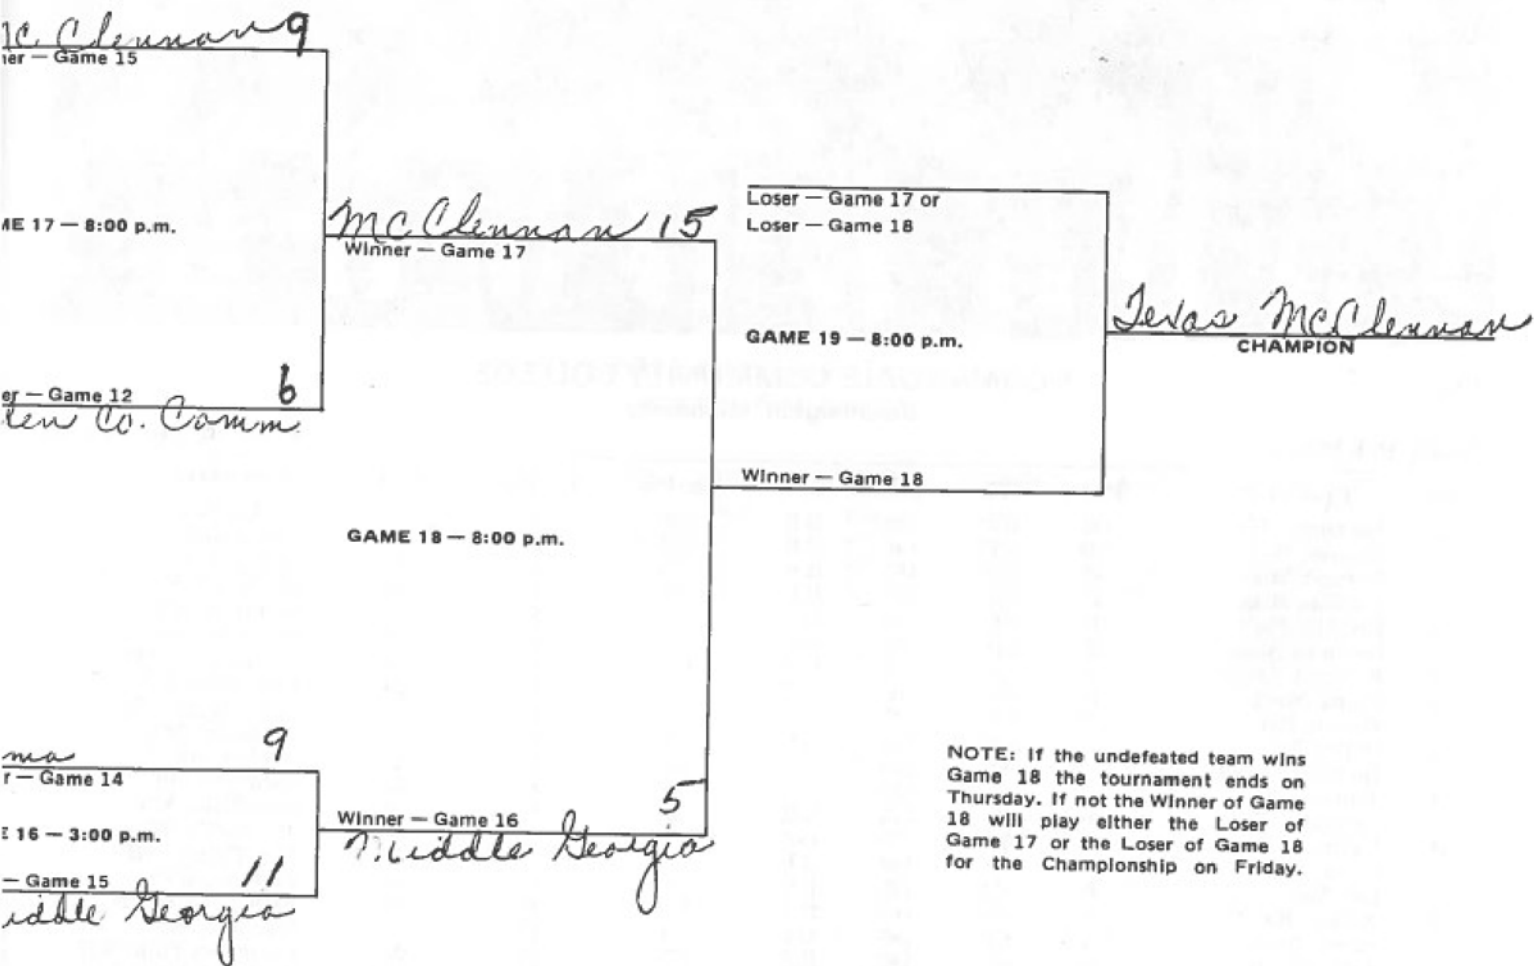 Mc Clennan 9
ner — Game 15
ME 17 — 8:00 p.m.
er — Game 12 6
ten Co. Comm.
McClennan 15
Winner — Game 17
GAME 18 — 8:00 p.m.
ma 9
r — Game 14
E 16 — 3:00 p.m.
— Game 15 11
iddle Georgia
Winner — Game 16 5
Middle Georgia
Loser — Game 17 or
Loser — Game 18
GAME 19 — 8:00 p.m.
Winner — Game 18
Texas McClennan
CHAMPION
NOTE: If the undefeated team wins
Game 18 the tournament ends on
Thursday. If not the Winner of Game
18 will play either the Loser of
Game 17 or the Loser of Game 18
for the Championship on Friday.